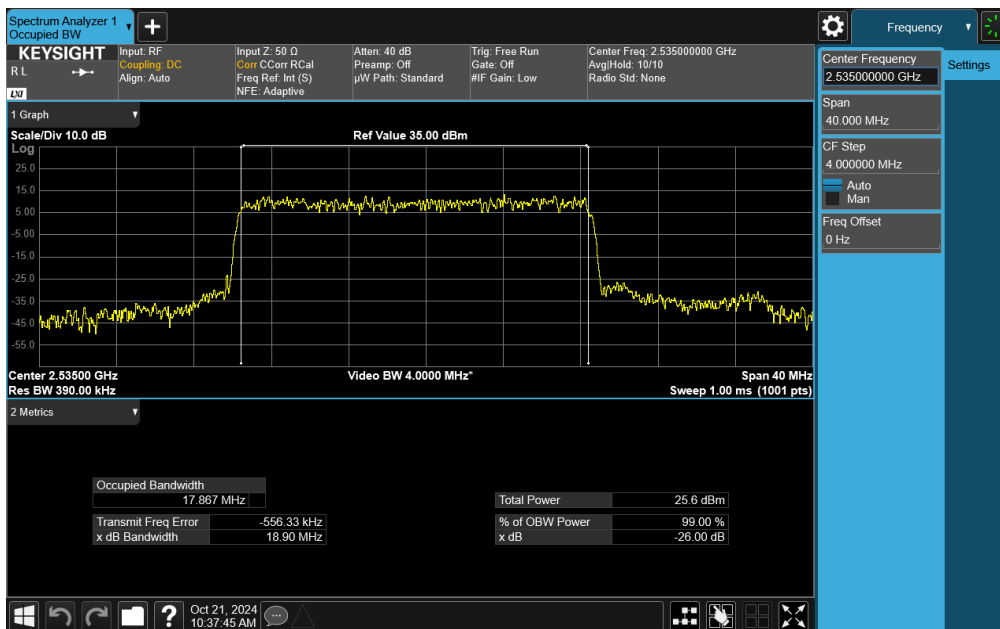 Spectrum Analyzer 1
Occupied BW
Frequency
KEYSIGHT
R L
LXI
Input: RF
Coupling: DC
Align: Auto
Input Z: 50 Ω
Corr CCorr RCal
Freq Ref: Int (S)
NFE: Adaptive
Atten: 40 dB
Preamp: Off
µW Path: Standard
Trig: Free Run
Gate: Off
#IF Gain: Low
Center Freq: 2.535000000 GHz
Avg|Hold: 10/10
Radio Std: None
Center Frequency
2.535000000 GHz
Settings
Span
40.000 MHz
CF Step
4.000000 MHz
Auto
Man
Freq Offset
0 Hz
1 Graph
Scale/Div 10.0 dB
Ref Value 35.00 dBm
Log
25.0
15.0
5.00
-5.00
-15.0
-25.0
-35.0
-45.0
-55.0
Center 2.53500 GHz
Video BW 4.0000 MHz*
Span 40 MHz
Res BW 390.00 kHz
Sweep 1.00 ms (1001 pts)
2 Metrics
Occupied Bandwidth
17.867 MHz
Total Power 25.6 dBm
Transmit Freq Error -556.33 kHz
% of OBW Power 99.00 %
x dB Bandwidth 18.90 MHz
x dB -26.00 dB
?
Oct 21, 2024
10:37:45 AM